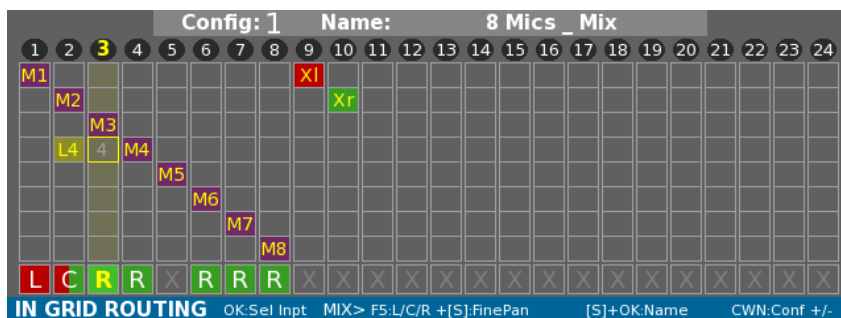 Config: 1 Name: 8 Mics _ Mix
1 2 3 4 5 6 7 8 9 10 11 12 13 14 15 16 17 18 19 20 21 22 23 24
M1 Xl
M2 Xr
M3
L4 4 M4
M5
M6
M7
M8
L C R R X R R R X X X X X X X X X X X X X X X X
IN GRID ROUTING OK:Sel Inpt MIX> F5:L/C/R +[S]:FinePan [S]+OK:Name CWN:Conf +/-